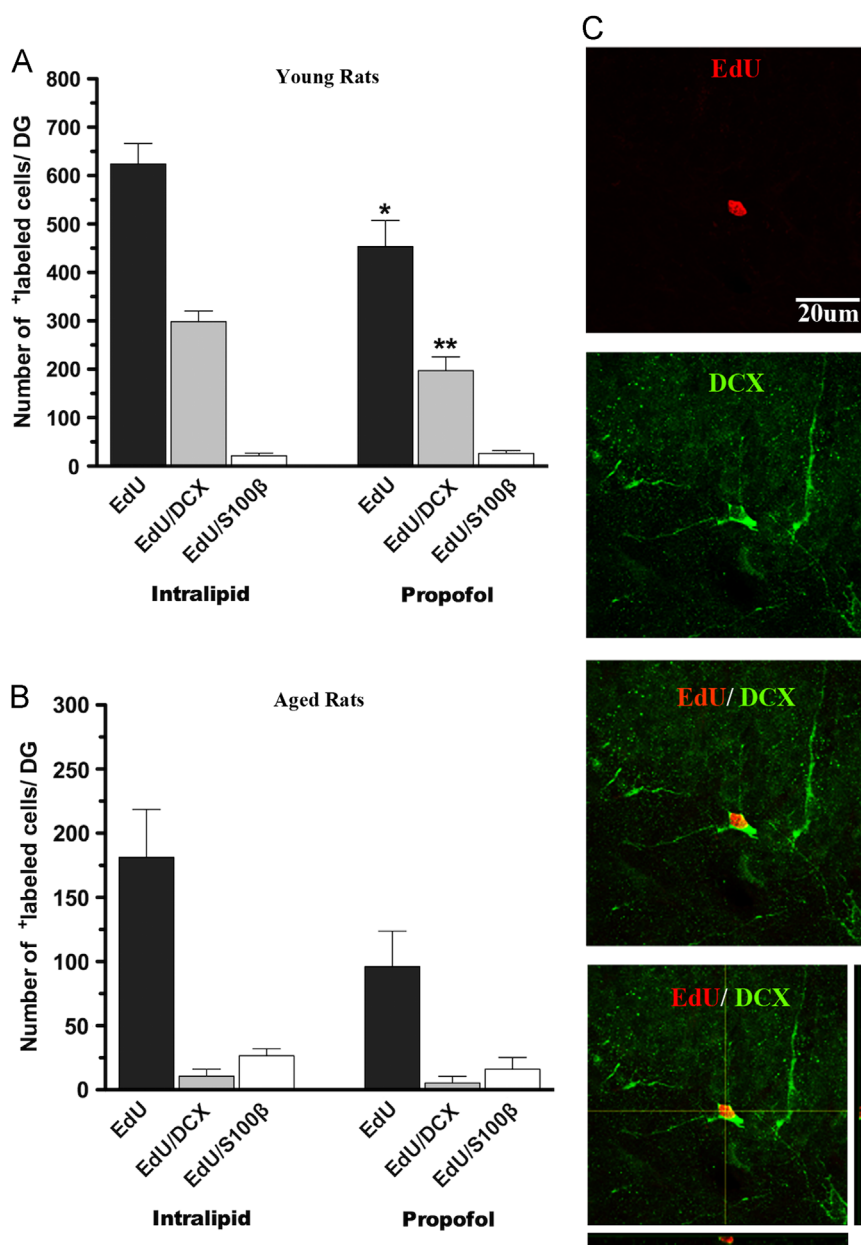 A
Young Rats
Number of +labeled cells/ DG
800
700
600
500
400
300
200
100
0
*
**
EdU
EdU/DCX
EdU/S100β
EdU
EdU/DCX
EdU/S100β
Intralipid
Propofol
B
Aged Rats
Number of +labeled cells/ DG
300
250
200
150
100
50
25
0
EdU
EdU/DCX
EdU/S100β
EdU
EdU/DCX
EdU/S100β
Intralipid
Propofol
C
EdU
20um
DCX
EdU/ DCX
EdU/ DCX